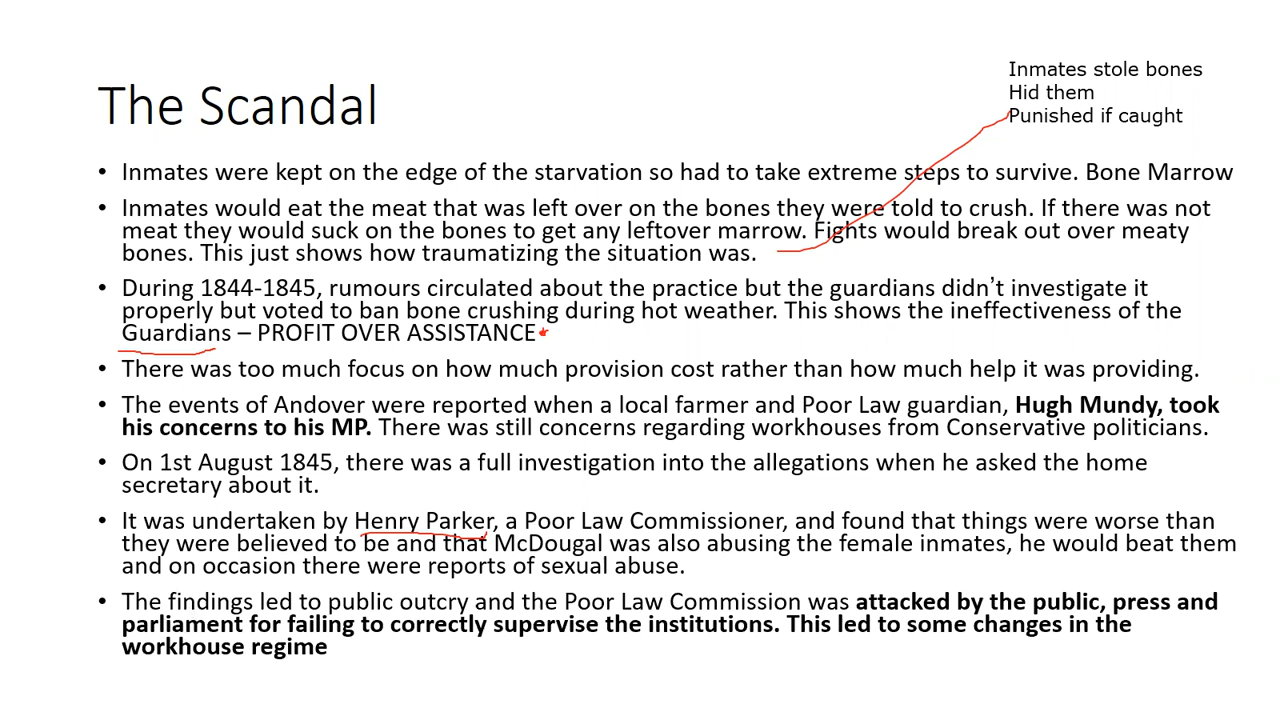 Inmates stole bones
Hid them
Punished if caught
The Scandal
• Inmates were kept on the edge of the starvation so had to take extreme steps to survive. Bone Marrow
• Inmates would eat the meat that was left over on the bones they were told to crush. If there was not
meat they would suck on the bones to get any leftover marrow. Fights would break out over meaty
bones. This just shows how traumatizing the situation was.
• During 1844-1845, rumours circulated about the practice but the guardians didn’t investigate it
properly but voted to ban bone crushing during hot weather. This shows the ineffectiveness of the
Guardians – PROFIT OVER ASSISTANCE
• There was too much focus on how much provision cost rather than how much help it was providing.
• The events of Andover were reported when a local farmer and Poor Law guardian, Hugh Mundy, took
his concerns to his MP. There was still concerns regarding workhouses from Conservative politicians.
• On 1st August 1845, there was a full investigation into the allegations when he asked the home
secretary about it.
• It was undertaken by Henry Parker, a Poor Law Commissioner, and found that things were worse than
they were believed to be and that McDougal was also abusing the female inmates, he would beat them
and on occasion there were reports of sexual abuse.
• The findings led to public outcry and the Poor Law Commission was attacked by the public, press and
parliament for failing to correctly supervise the institutions. This led to some changes in the
workhouse regime